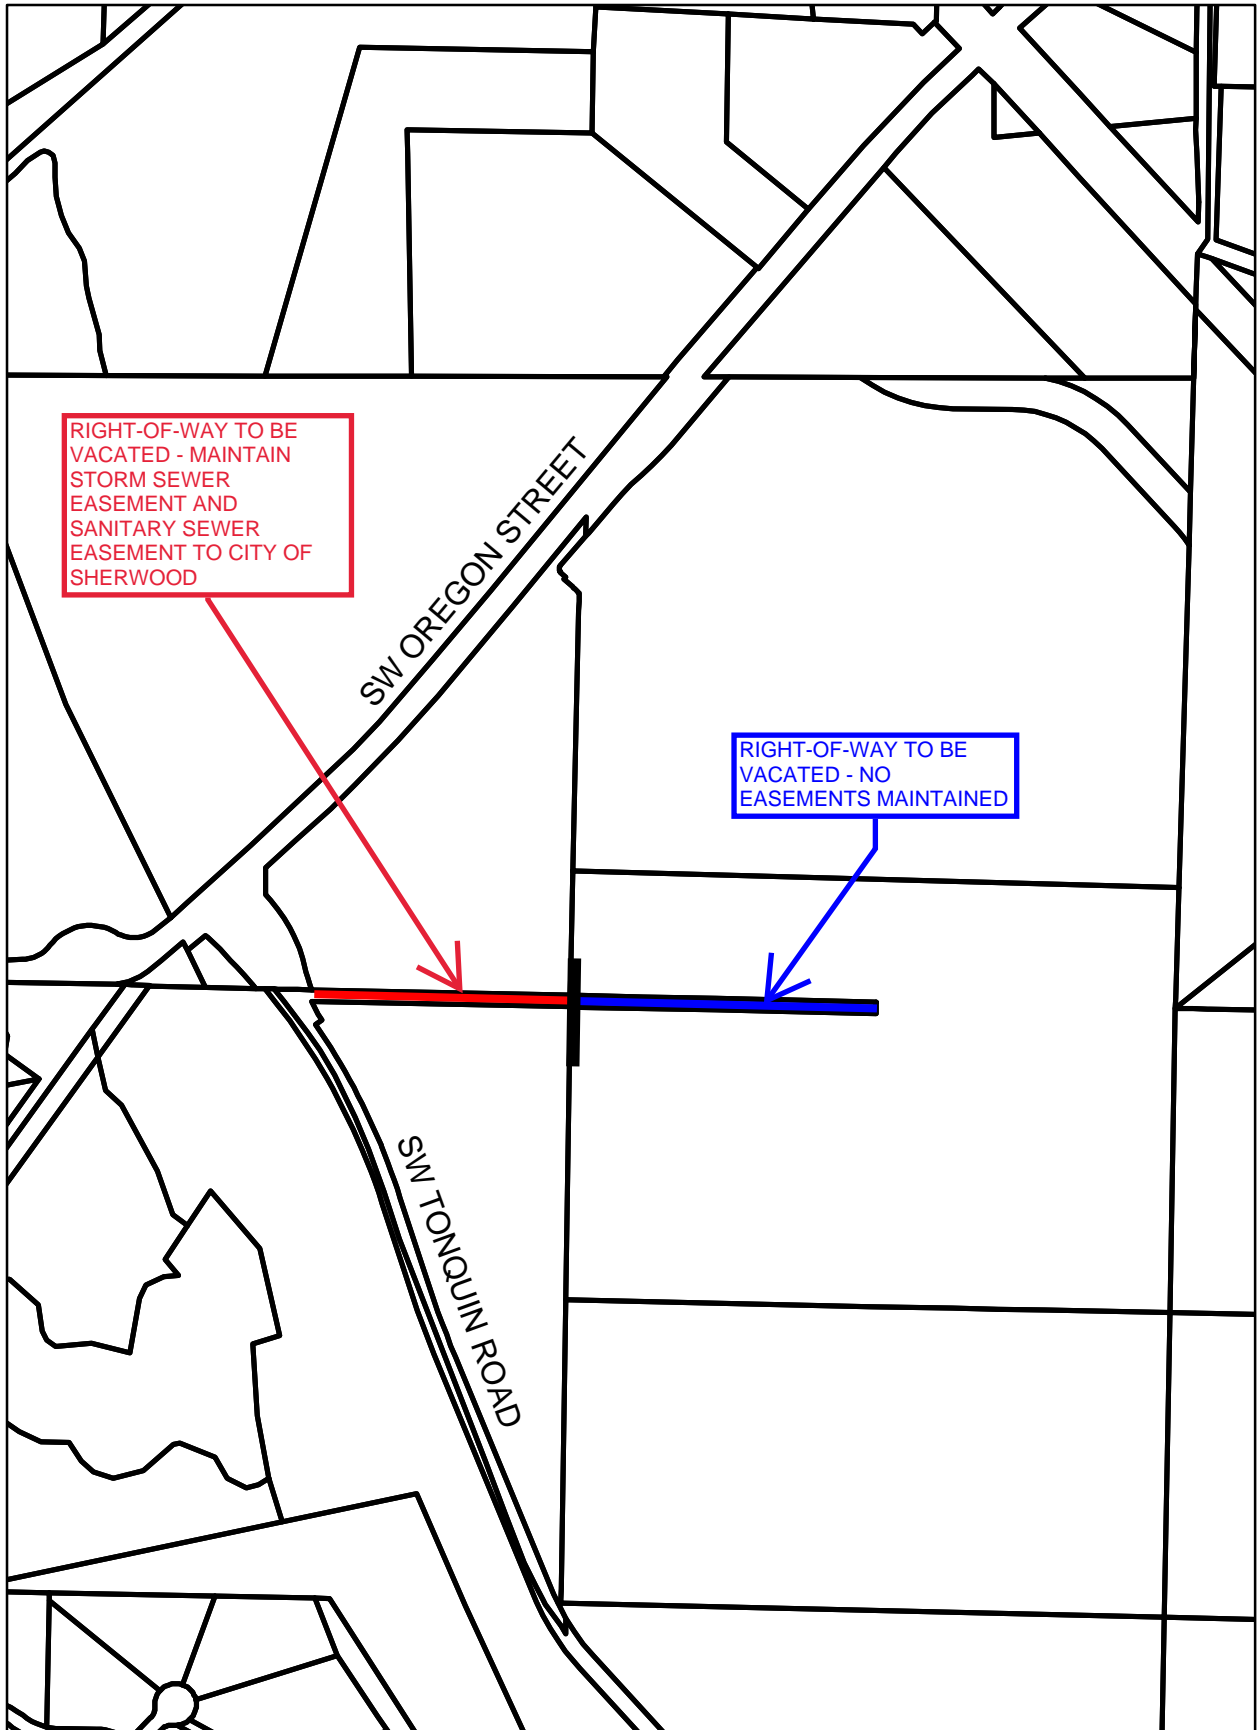 RIGHT-OF-WAY TO BE
VACATED - MAINTAIN
STORM SEWER
EASEMENT AND
SANITARY SEWER
EASEMENT TO CITY OF
SHERWOOD
SW OREGON STREET
RIGHT-OF-WAY TO BE
VACATED - NO
EASEMENTS MAINTAINED
SW TONQUIN ROAD